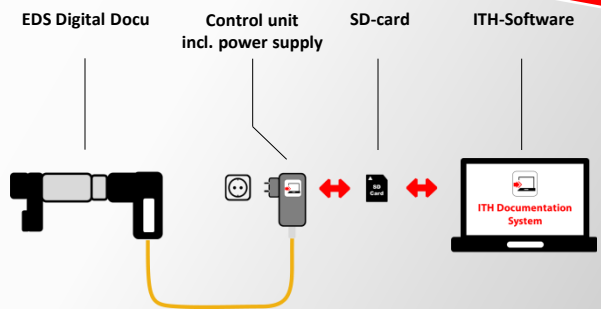 EDS Digital Docu
Control unit
incl. power supply
SD-card
ITH-Software
SD
Card
ITH Documentation
System